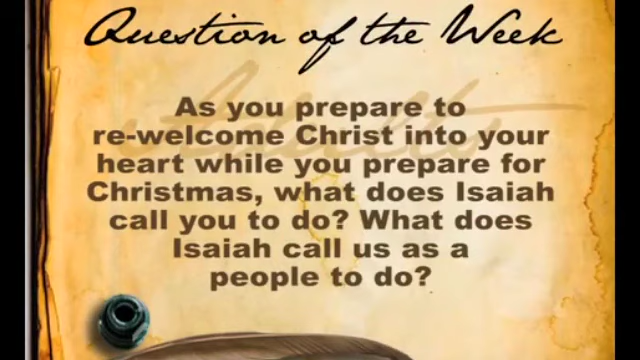 Question of the Week
As you prepare to
re-welcome Christ into your
heart while you prepare for
Christmas, what does Isaiah
call you to do? What does
Isaiah call us as a
people to do?